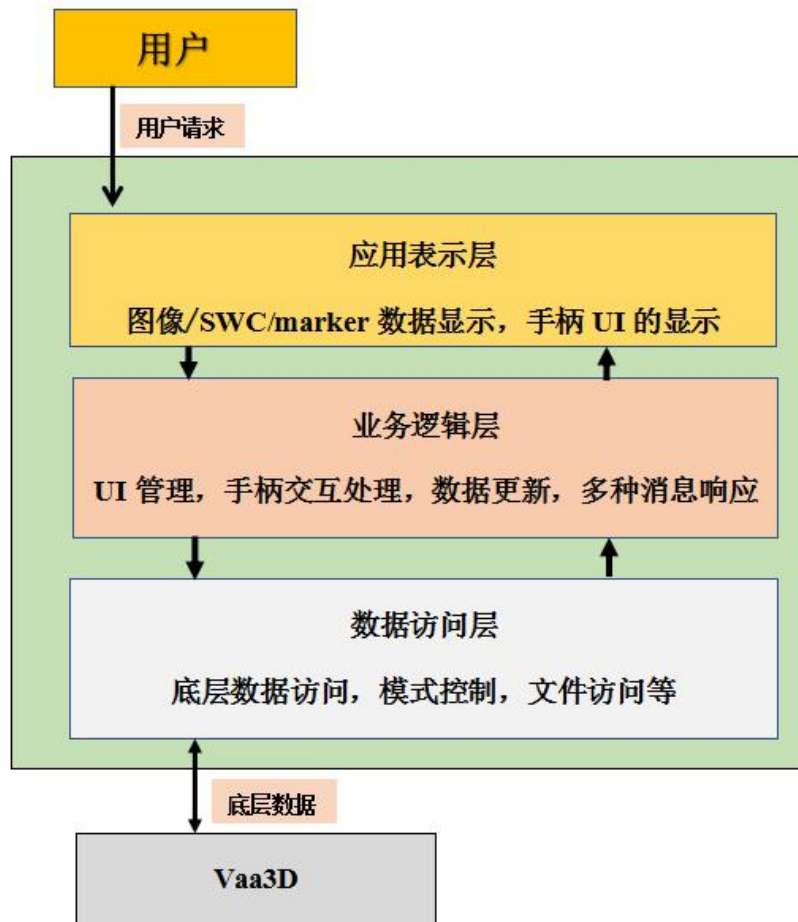 用户
用户请求
应用表示层
图像/SWC/marker 数据显示，手柄 UI 的显示
业务逻辑层
UI 管理，手柄交互处理，数据更新，多种消息响应
数据访问层
底层数据访问，模式控制，文件访问等
底层数据
Vaa3D